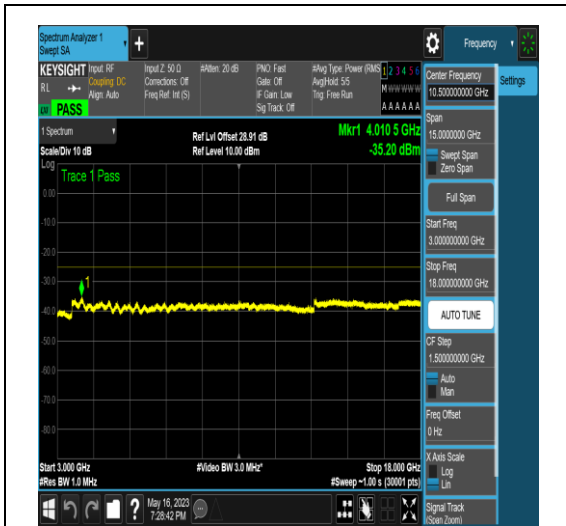 Spectrum Analyzer 1
Swept SA
Frequency
KEYSIGHT
RL
Input: RF
Coupling: DC
Align: Auto
Input Z: 50 Ω
Corrections: Off
Freq Ref: Int (S)
#Atten: 20 dB
PNO: Fast
Gate: Off
IF Gain: Low
Sig Track: Off
#Avg Type: Power (RMS
Avg|Hold: 5/5
Trig: Free Run
1 2 3 4 5 6
M W W W W W
A A A A A A
PASS
1 Spectrum
Scale/Div 10 dB
Ref Lvl Offset 28.91 dB
Ref Level 10.00 dBm
Mkr1 4.010 5 GHz
-35.20 dBm
Log
Trace 1 Pass
0.00
-10.0
-20.0
-30.0
-40.0
-50.0
-60.0
-70.0
-80.0
1
Start 3.000 GHz
#Res BW 1.0 MHz
#Video BW 3.0 MHz*
Stop 18.000 GHz
#Sweep ~1.00 s (30001 pts)
May 16, 2023
7:28:42 PM
Center Frequency
10.500000000 GHz
Settings
Span
15.0000000 GHz
Swept Span
Zero Span
Full Span
Start Freq
3.000000000 GHz
Stop Freq
18.000000000 GHz
AUTO TUNE
CF Step
1.500000000 GHz
Auto
Man
Freq Offset
0 Hz
X Axis Scale
Log
Lin
Signal Track
(Span Zoom)